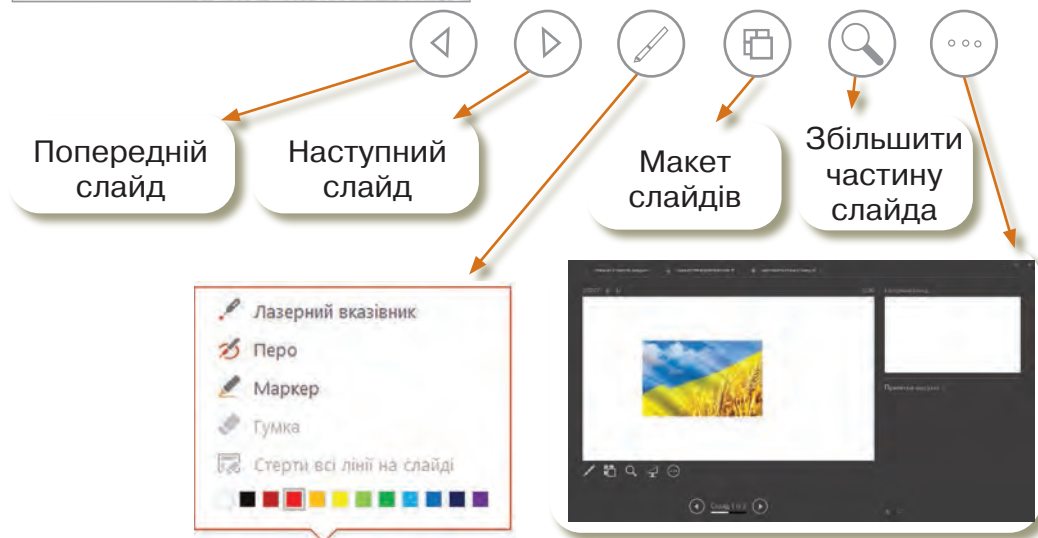 Попередній
слайд
Наступний
слайд
Макет
слайдів
Збільшити
частину
слайда
Лазерний вказівник
Перо
Маркер
Гумка
Стерти всі лінії на слайді